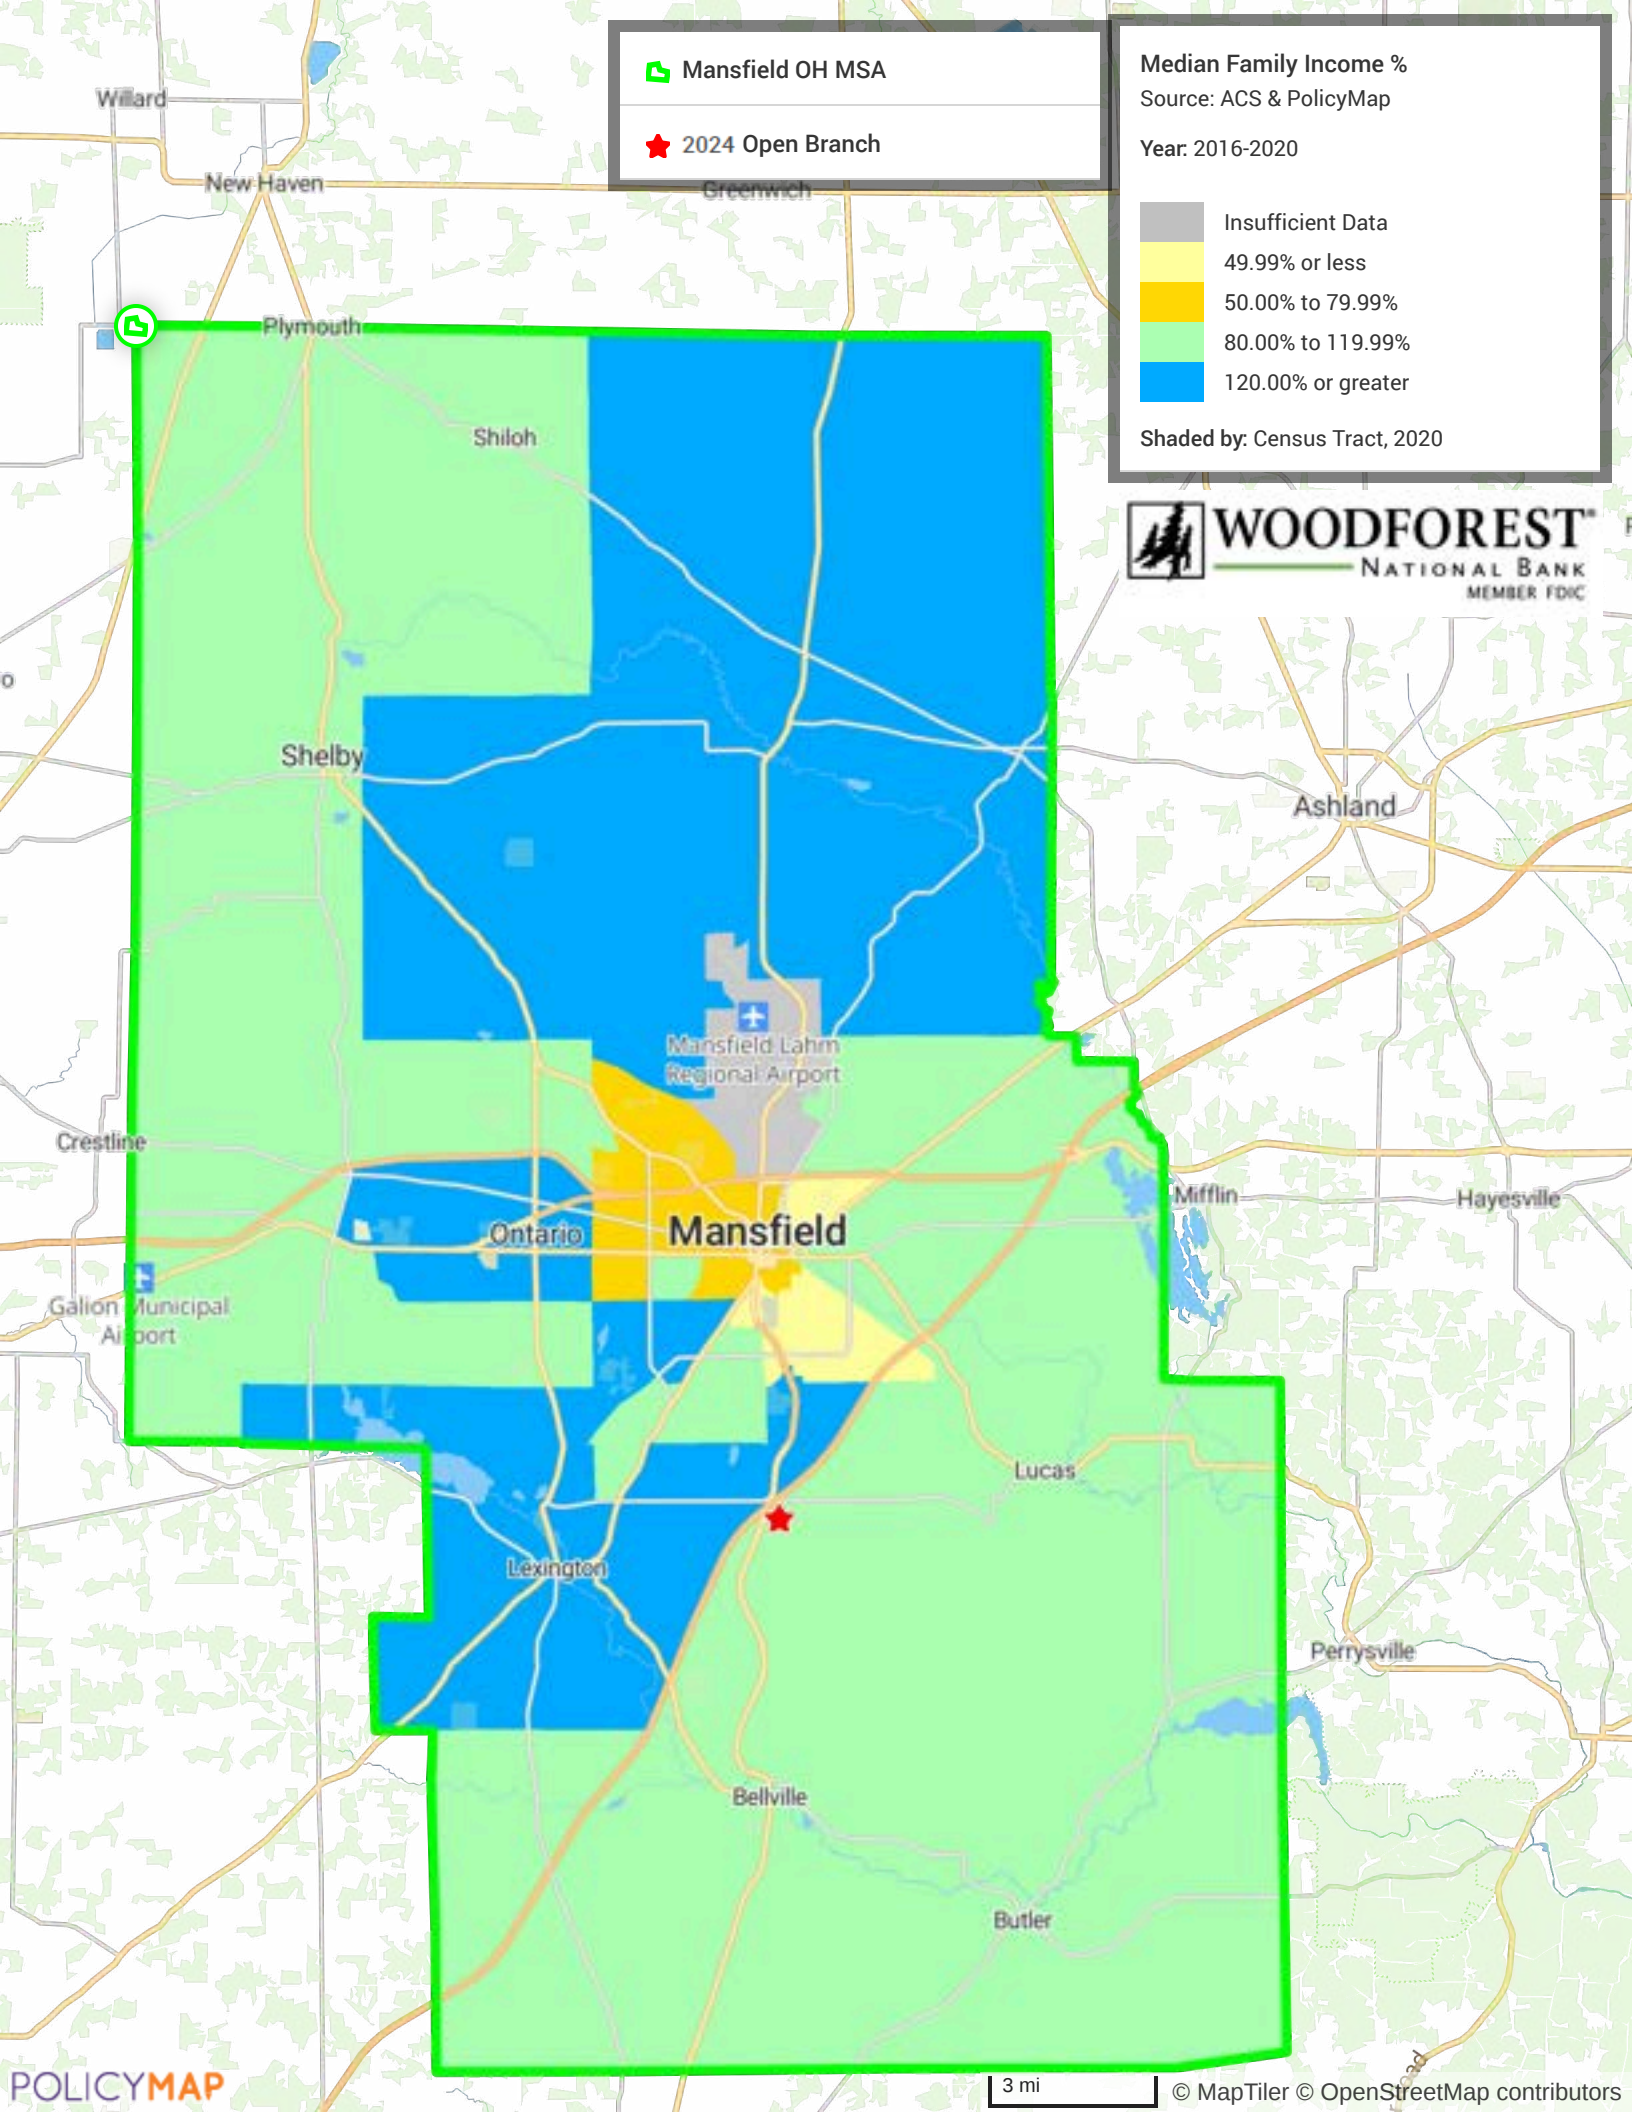 Mansfield OH MSA
2024 Open Branch
Median Family Income %
Source: ACS & PolicyMap
Year: 2016-2020
Insufficient Data
49.99% or less
50.00% to 79.99%
80.00% to 119.99%
120.00% or greater
Shaded by: Census Tract, 2020
WOODFOREST
NATIONAL BANK
MEMBER FDIC
Willard
New Haven
Greenwich
Plymouth
Shiloh
Shelby
Ashland
Mansfield Lahm
Regional Airport
Crestline
Mifflin
Hayesville
Ontario
Mansfield
Galion Municipal
Airport
Lucas
Lexington
Perrysville
Bellville
Butler
POLICYMAP
3 mi
© MapTiler © OpenStreetMap contributors